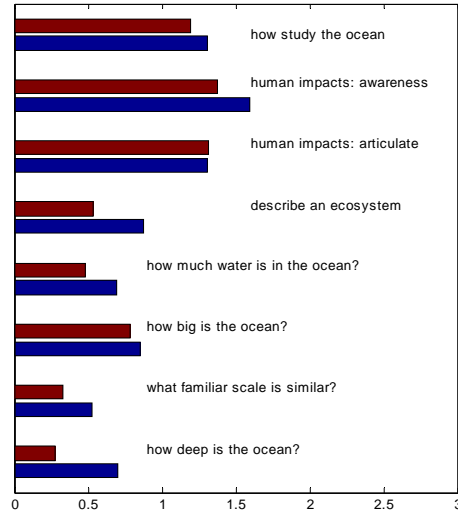 how study the ocean
human impacts: awareness
human impacts: articulate
describe an ecosystem
how much water is in the ocean?
how big is the ocean?
what familiar scale is similar?
how deep is the ocean?
0 0.5 1 1.5 2 2.5 3